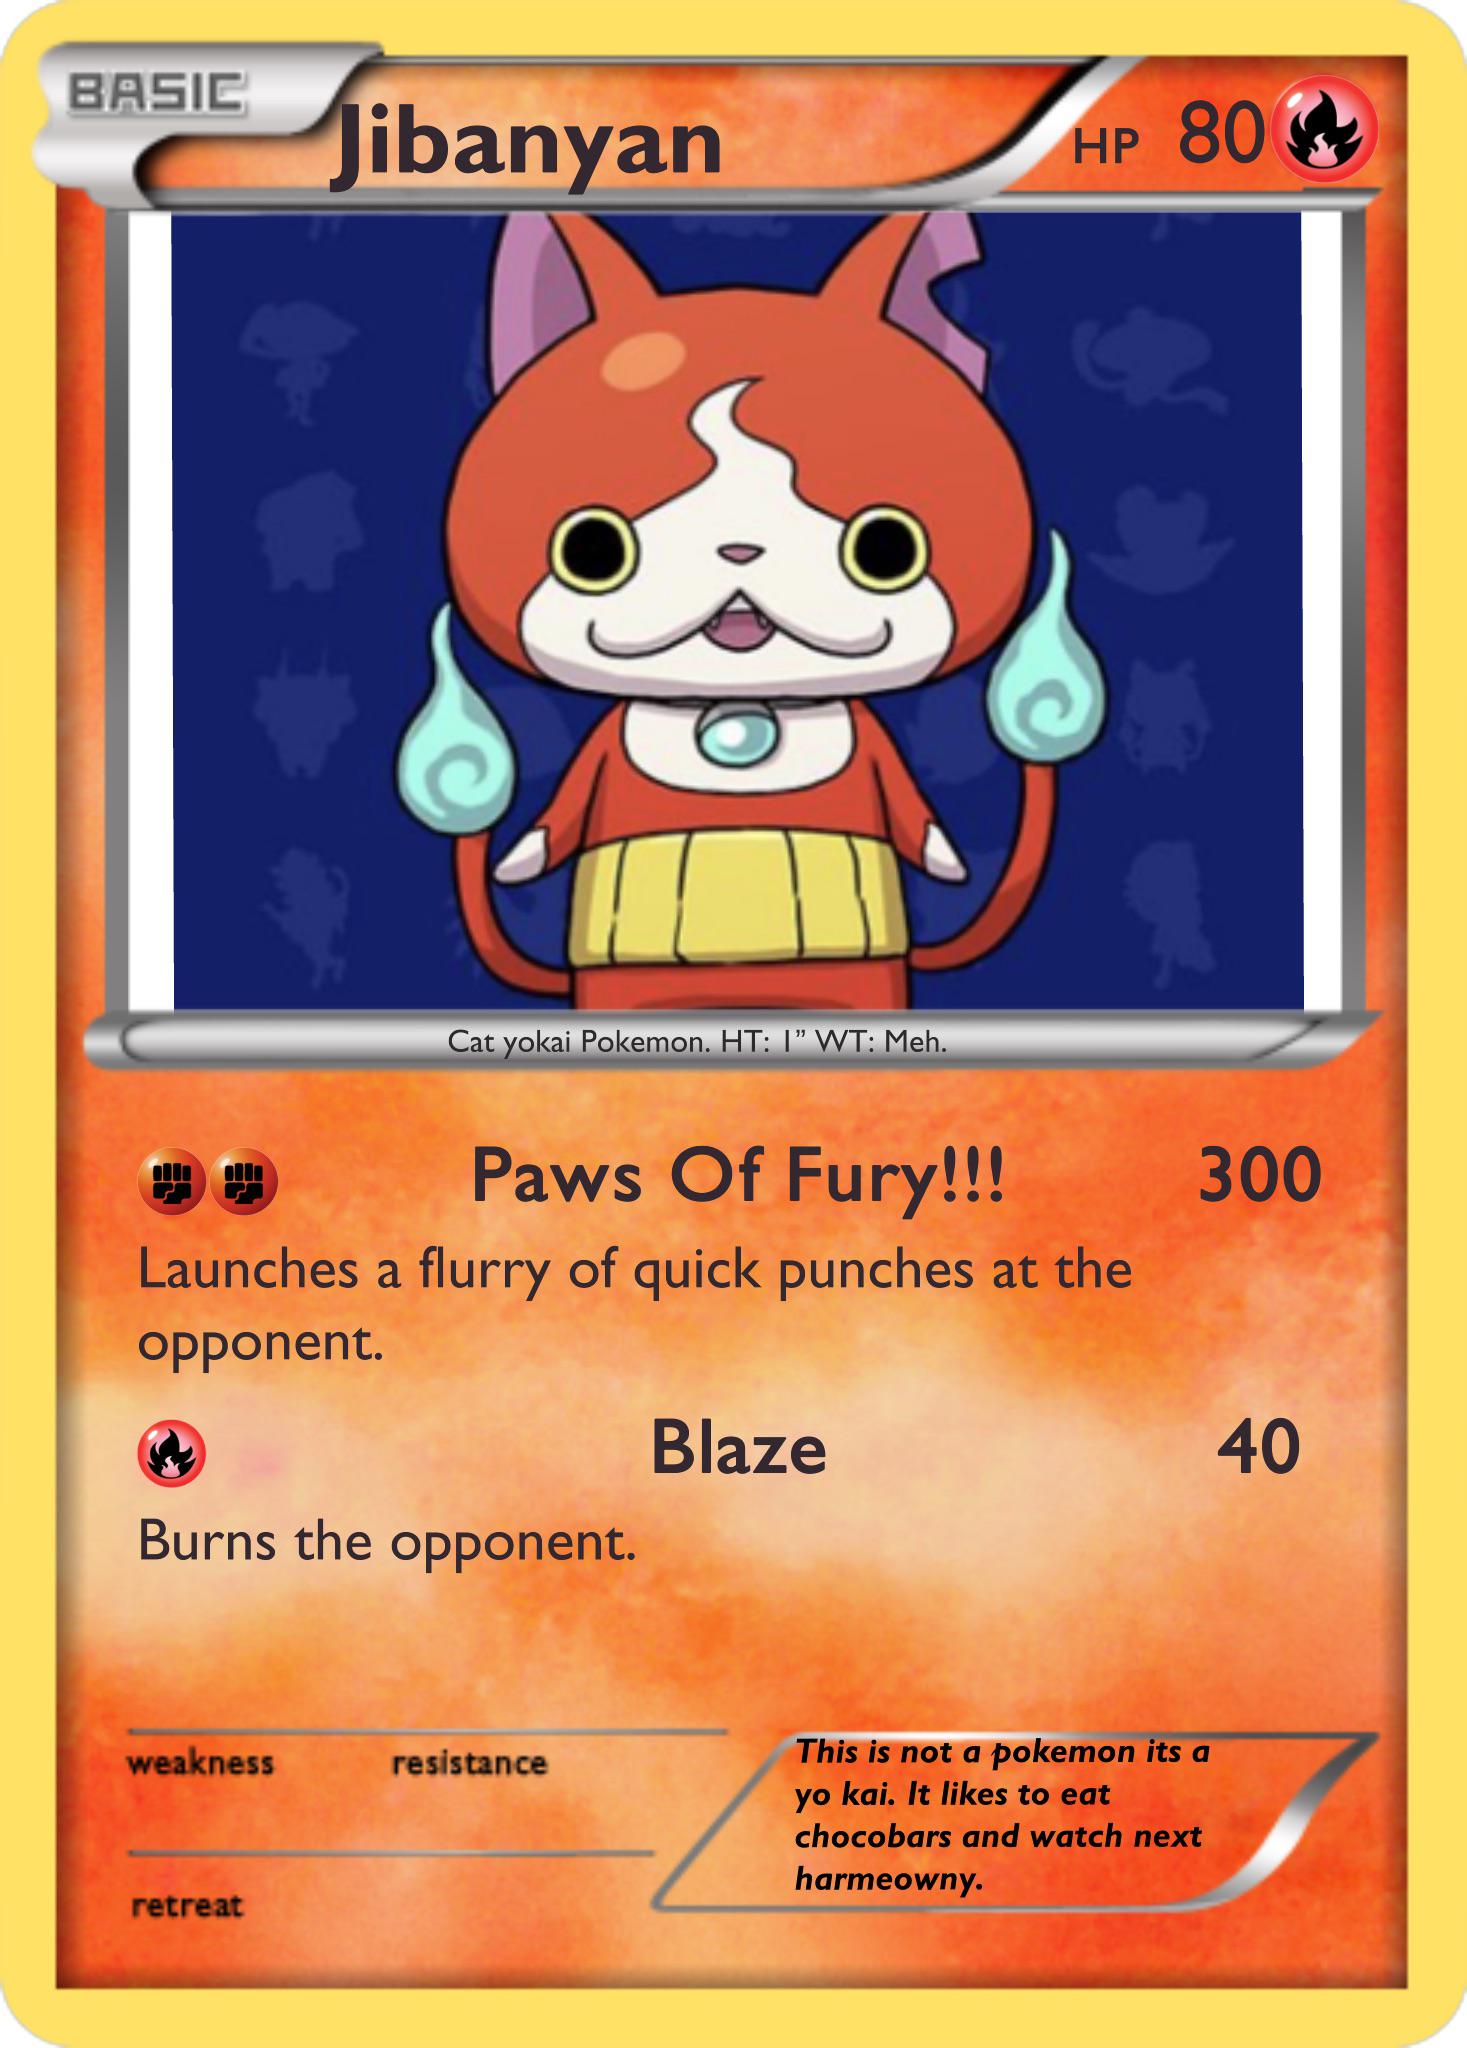 BASIC
Jibanyan
HP 80
Cat yokai Pokemon. HT: 1” WT: Meh.
Paws Of Fury!!! 300
Launches a flurry of quick punches at the
opponent.
Blaze 40
Burns the opponent.
weakness resistance
retreat
This is not a pokemon its a
yo kai. It likes to eat
chocobars and watch next
harmeowny.